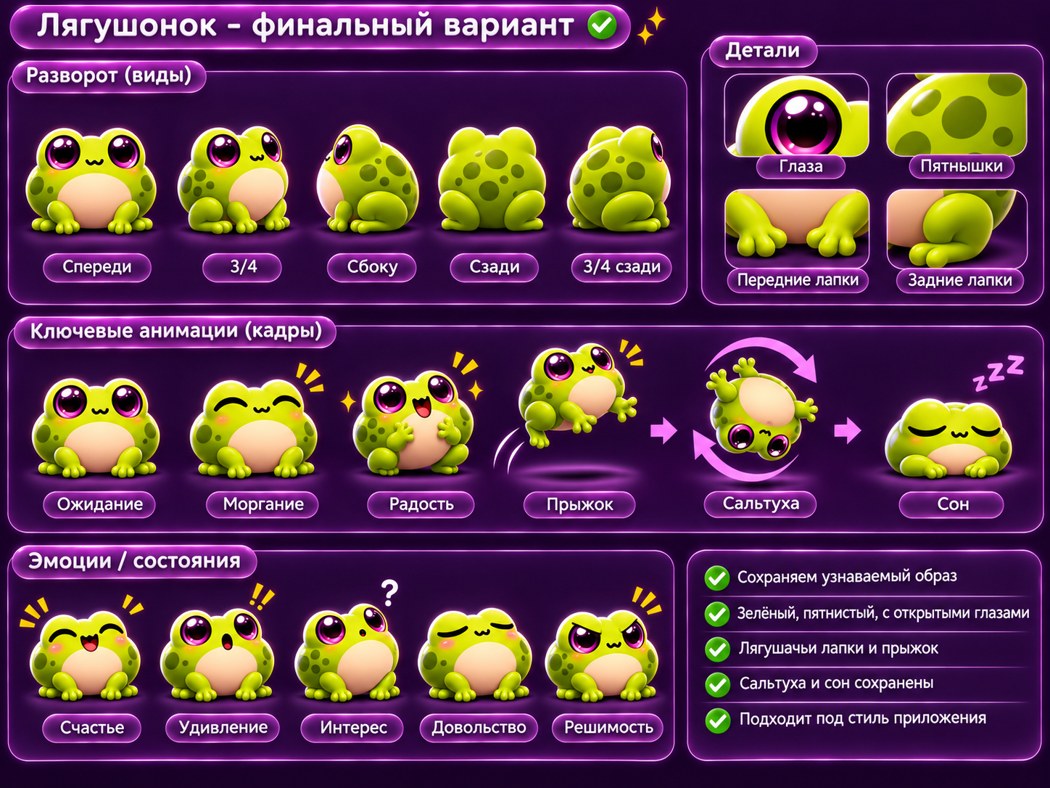 Лягушонок - финальный вариант
Разворот (виды)
Спереди
3/4
Сбоку
Сзади
3/4 сзади
Детали
Глаза
Пятнышки
Передние лапки
Задние лапки
Ключевые анимации (кадры)
Ожидание
Моргание
Радость
Прыжок
Сальтуха
zzz
Сон
Эмоции / состояния
!!
?
Счастье
Удивление
Интерес
Довольство
Решимость
Сохраняем узнаваемый образ
Зелёный, пятнистый, с открытыми глазами
Лягушачьи лапки и прыжок
Сальтуха и сон сохранены
Подходит под стиль приложения